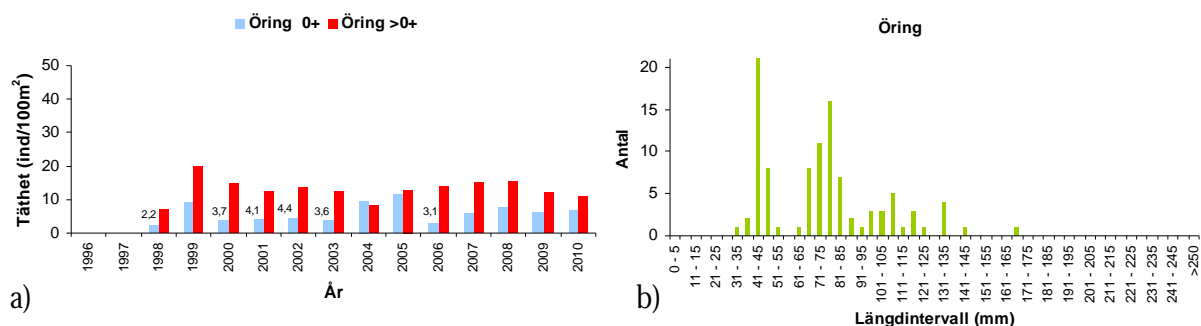 Öring 0+ Öring >0+
Täthet (ind/100m²)
50
40
30
20
10
0
2,2
3,7
4,1
4,4
3,6
3,1
1996
1997
1998
1999
2000
2001
2002
2003
2004
2005
2006
2007
2008
2009
2010
År
a)
Öring
Antal
20
15
10
5
0
0 - 5
11 - 15
21 - 25
31 - 35
41 - 45
51 - 55
61 - 65
71 - 75
81 - 85
91 - 95
101 - 105
111 - 115
121 - 125
131 - 135
141 - 145
151 - 155
161 - 165
171 - 175
181 - 185
191 - 195
201 - 205
211 - 215
221 - 225
231 - 235
241 - 245
>250
Längdintervall (mm)
b)